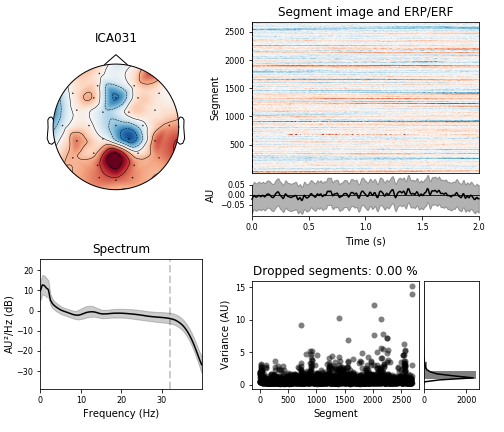 ICA031
Segment image and ERP/ERF
Segment
2500
2000
1500
1000
500
AU
0.05
0.00
−0.05
0.0 0.5 1.0 1.5 2.0
Time (s)
Spectrum
AU²/Hz (dB)
20
10
0
−10
−20
−30
0 10 20 30
Frequency (Hz)
Dropped segments: 0.00 %
Variance (AU)
15
10
5
0
0 500 1000 1500 2000 2500
Segment
0 2000